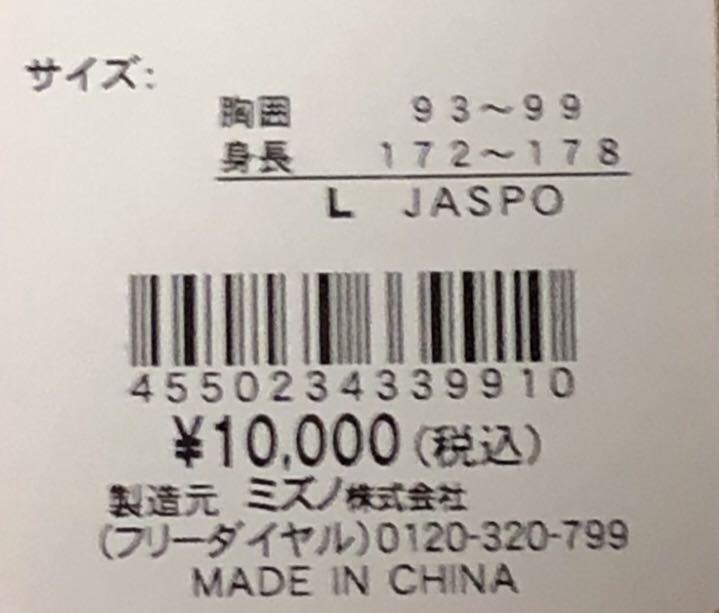 サイズ:
胸囲 93～99
身長 172～178
L JASPO
4550234339910
¥10,000(税込)
製造元 ミズノ株式会社
(フリーダイヤル)0120-320-799
MADE IN CHINA